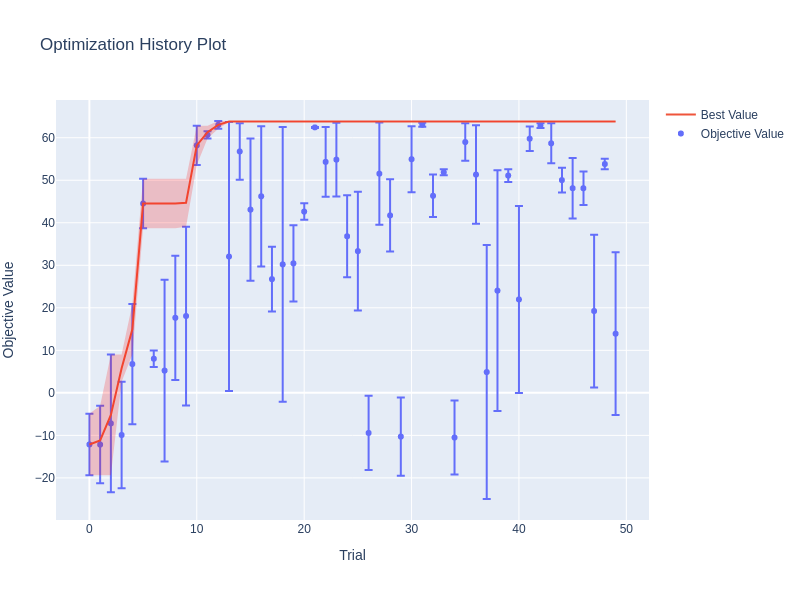 Optimization History Plot
Best Value
Objective Value
60
50
40
30
20
10
0
−10
−20
Objective Value
0 10 20 30 40 50
Trial